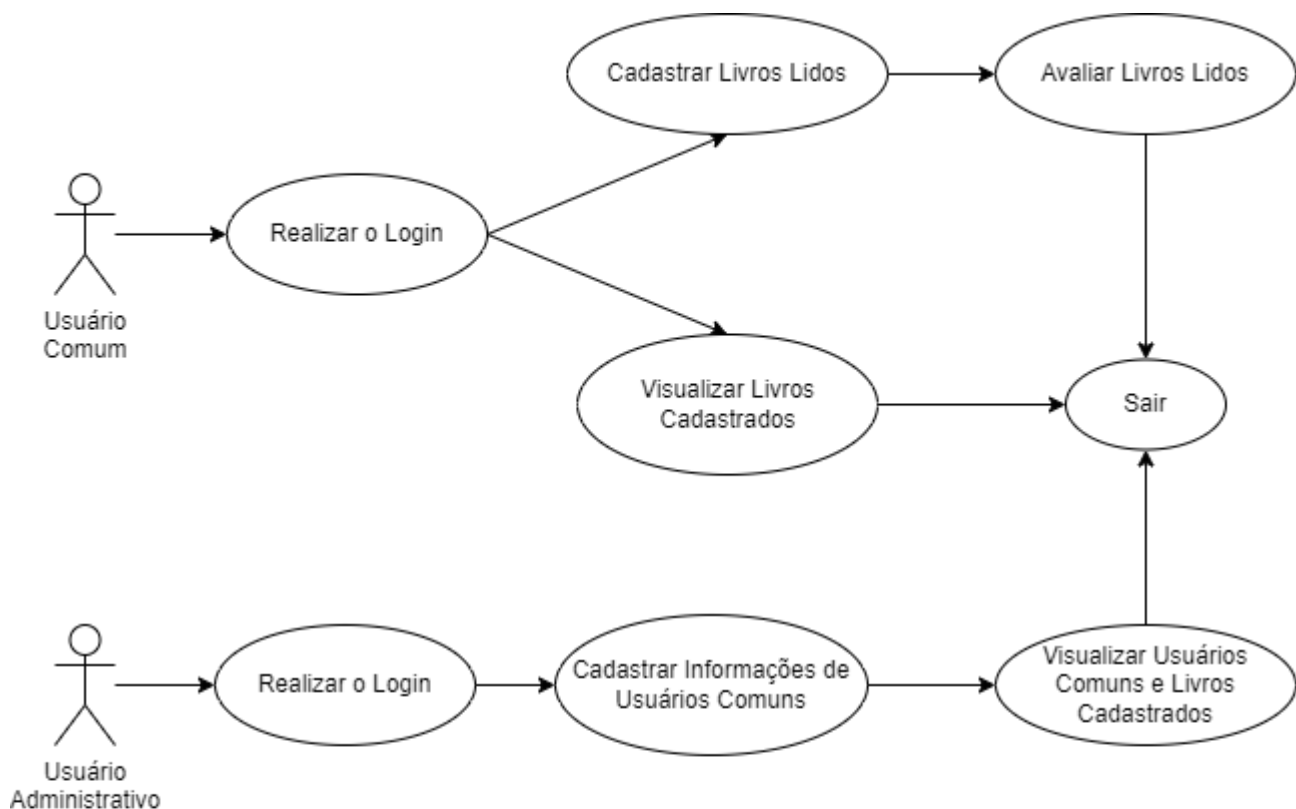 Cadastrar Livros Lidos
Avaliar Livros Lidos
Realizar o Login
Usuário
Comum
Visualizar Livros
Cadastrados
Sair
Realizar o Login
Cadastrar Informações de
Usuários Comuns
Visualizar Usuários
Comuns e Livros
Cadastrados
Usuário
Administrativo